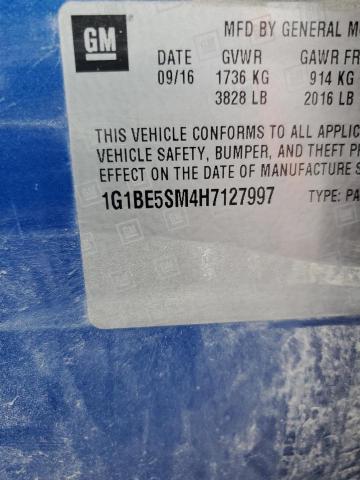 GM
MFD BY GENERAL MO
DATE GVWR GAWR FR
09/16 1736 KG 914 KG
3828 LB 2016 LB
THIS VEHICLE CONFORMS TO ALL APPLIC
VEHICLE SAFETY, BUMPER, AND THEFT P
EFFECT ON THE DATE OF MANUFACTURE S
1G1BE5SM4H7127997 TYPE: PA